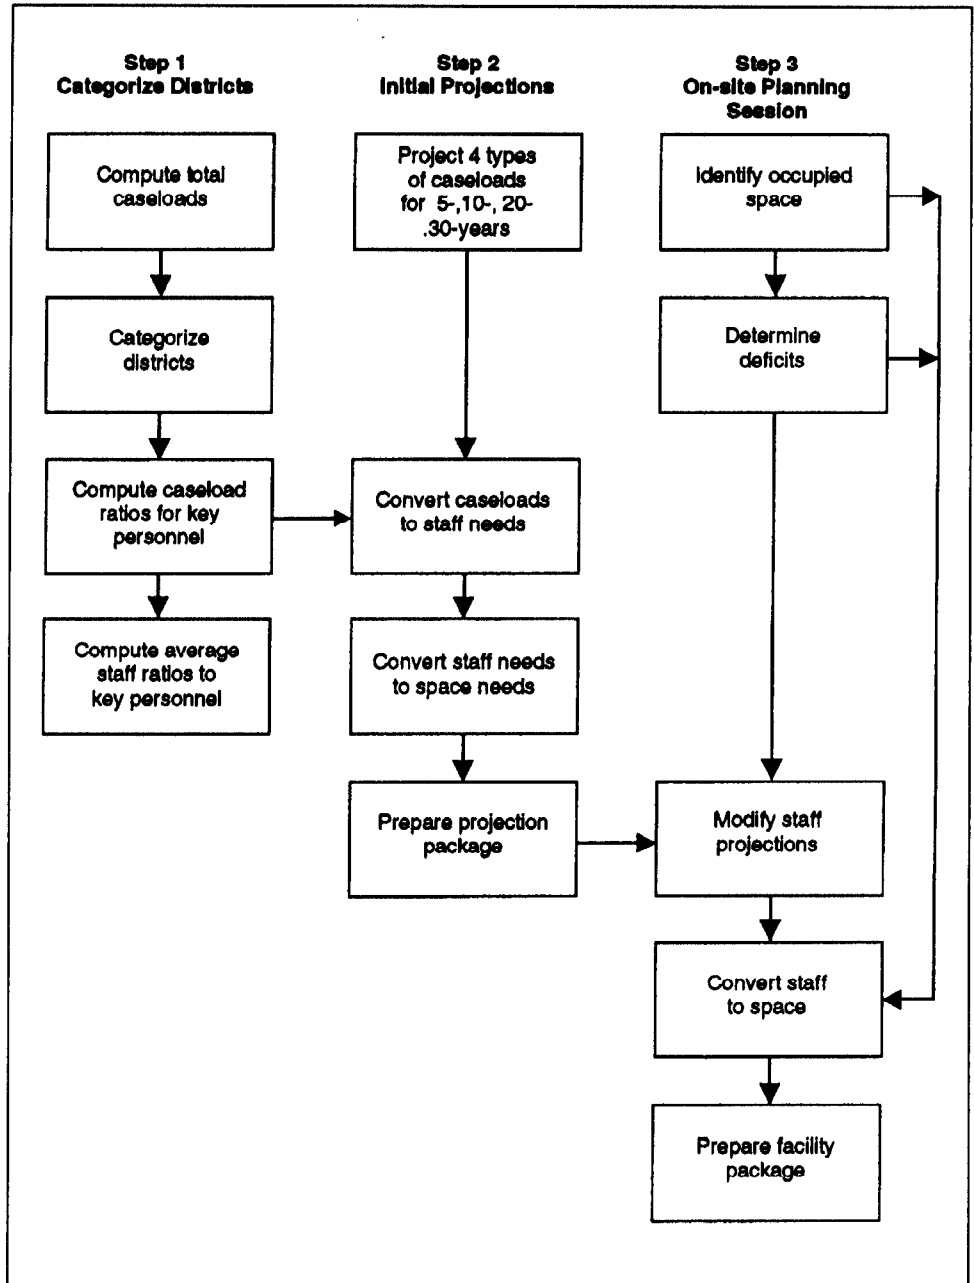 Step 1
Categorize Districts
Compute total
caseloads
Categorize
districts
Compute caseload
ratios for key
personnel
Compute average
staff ratios to
key personnel
Step 2
Initial Projections
Project 4 types
of caseloads
for 5-,10-, 20-
.30-years
Convert caseloads
to staff needs
Convert staff needs
to space needs
Prepare projection
package
Step 3
On-site Planning
Session
Identify occupied
space
Determine
deficits
Modify staff
projections
Convert staff
to space
Prepare facility
package